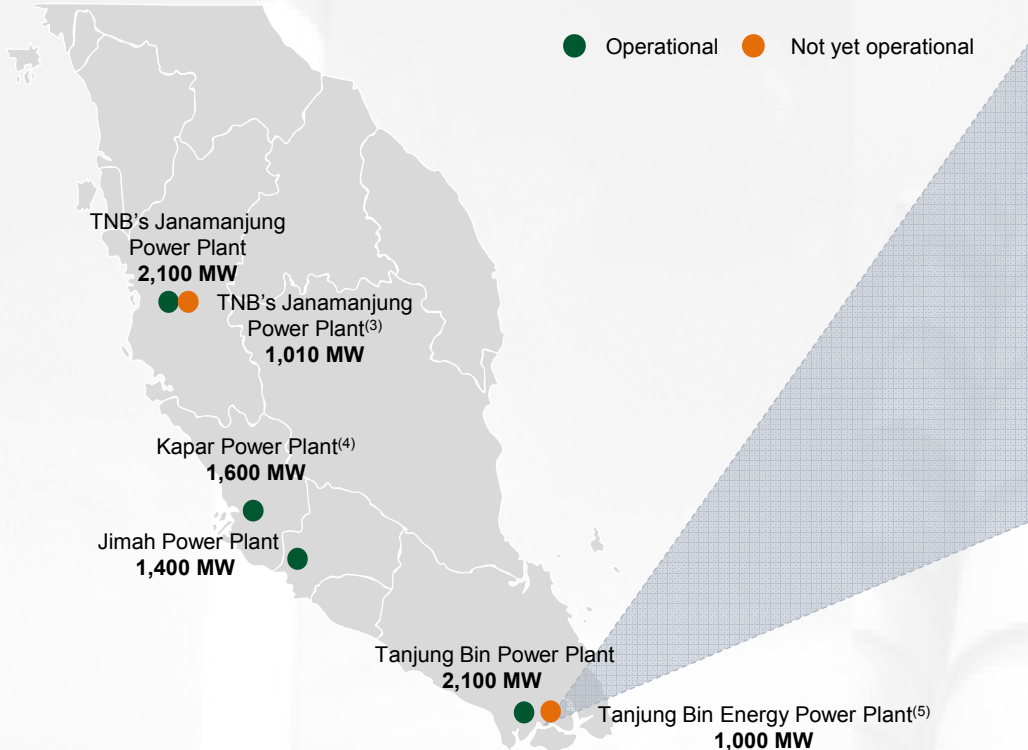 Operational
Not yet operational
TNB's Janamanjung
Power Plant
2,100 MW
TNB's Janamanjung
Power Plant(3)
1,010 MW
Kapar Power Plant(4)
1,600 MW
Jimah Power Plant
1,400 MW
Tanjung Bin Power Plant
2,100 MW
Tanjung Bin Energy Power Plant(5)
1,000 MW